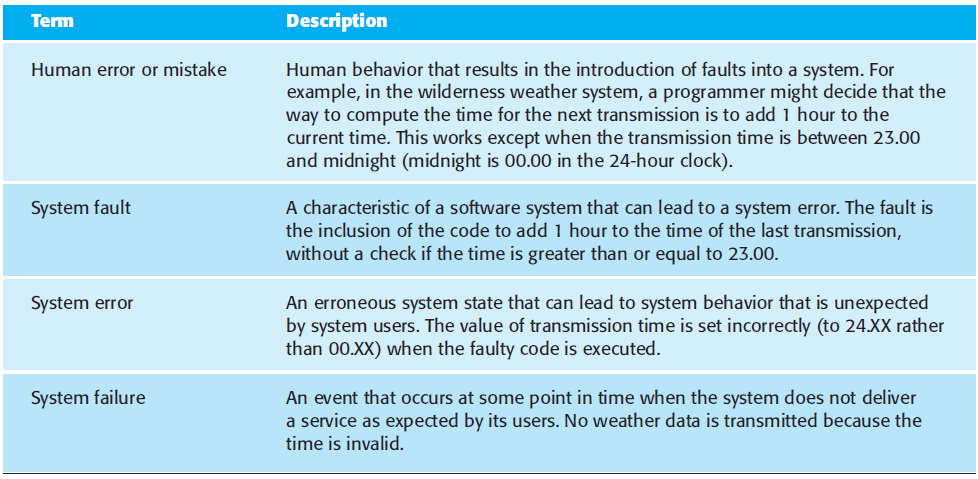 Term Description
Human error or mistake Human behavior that results in the introduction of faults into a system. For
example, in the wilderness weather system, a programmer might decide that the
way to compute the time for the next transmission is to add 1 hour to the
current time. This works except when the transmission time is between 23.00
and midnight (midnight is 00.00 in the 24-hour clock).
System fault A characteristic of a software system that can lead to a system error. The fault is
the inclusion of the code to add 1 hour to the time of the last transmission,
without a check if the time is greater than or equal to 23.00.
System error An erroneous system state that can lead to system behavior that is unexpected
by system users. The value of transmission time is set incorrectly (to 24.XX rather
than 00.XX) when the faulty code is executed.
System failure An event that occurs at some point in time when the system does not deliver
a service as expected by its users. No weather data is transmitted because the
time is invalid.